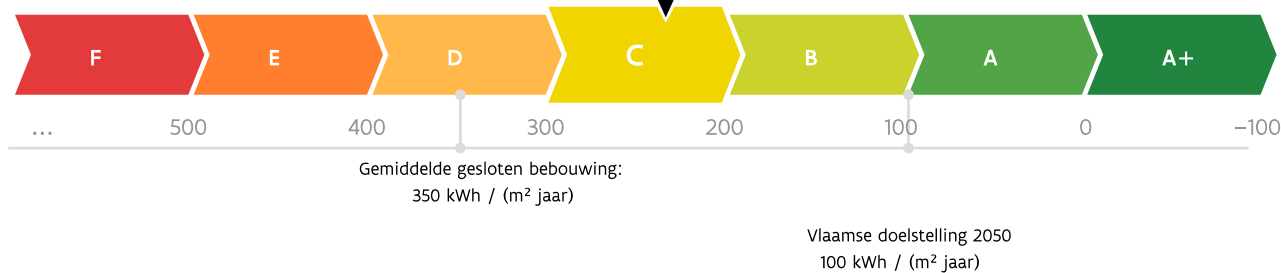 F E D C B A A+
... 500 400 300 200 100 0 –100
Gemiddelde gesloten bebouwing:
350 kWh / (m² jaar)
Vlaamse doelstelling 2050
100 kWh / (m² jaar)